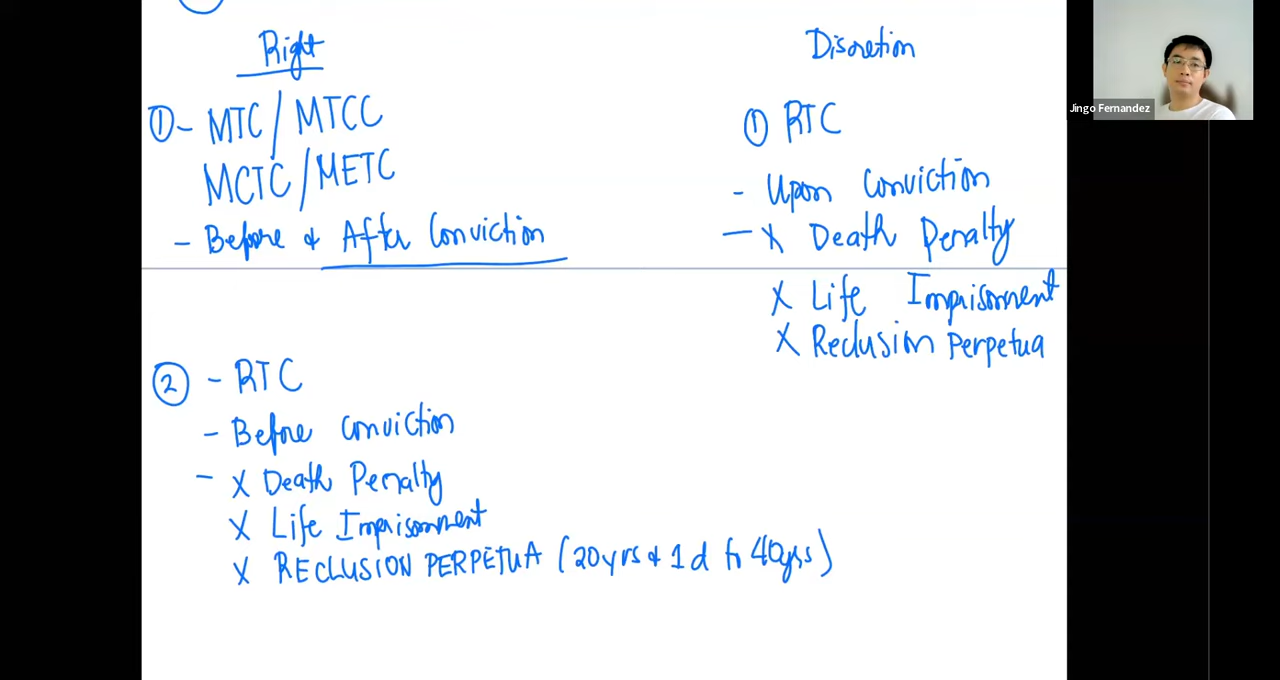 Right
① - MTC / MTCC
MCTC / METC
- Before & After Conviction
② - RTC
- Before conviction
- X Death Penalty
X Life Imprisonment
X RECLUSION PERPETUA (20yrs & 1d to 40yrs)
Discretion
① RTC
- Upon Conviction
- X Death Penalty
X Life Imprisonment
X Reclusion Perpetua
Jingo Fernandez